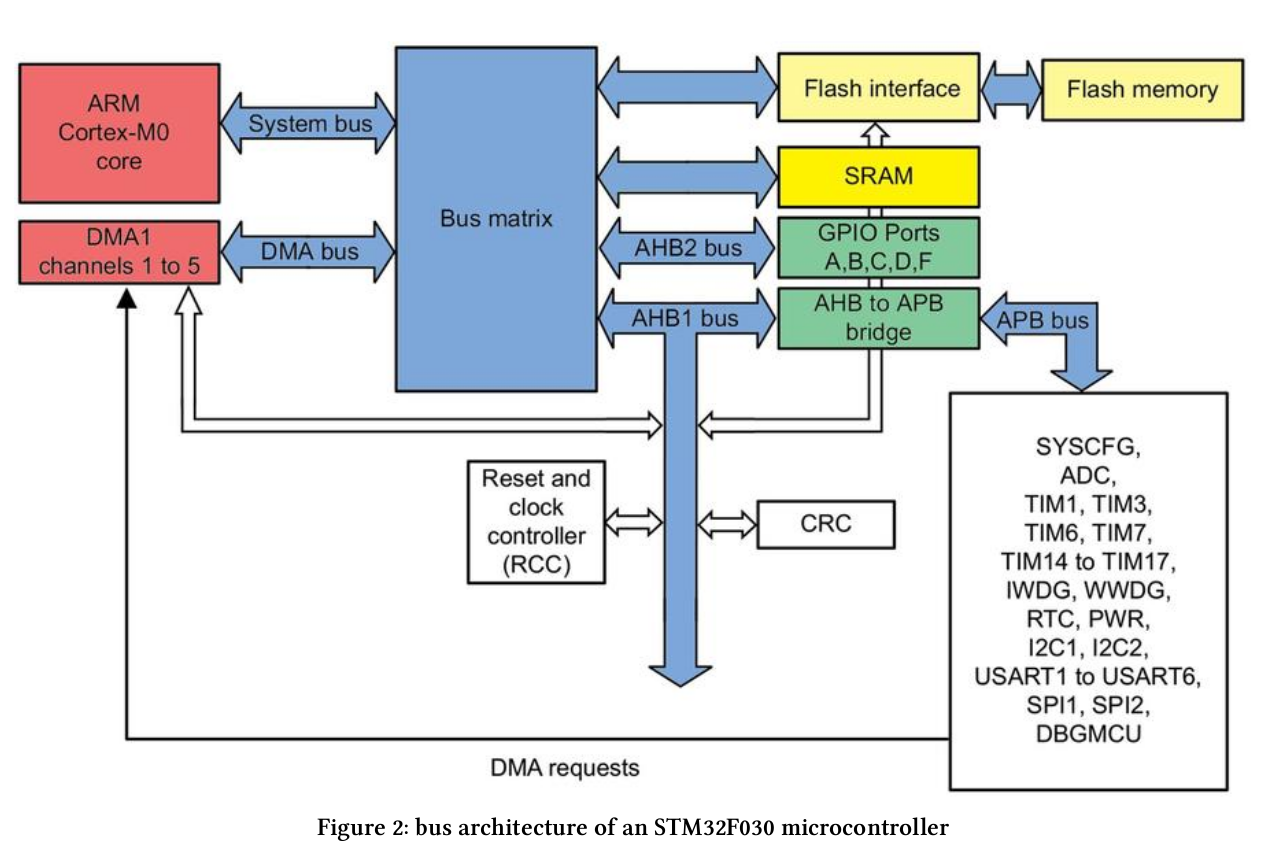 ARM
Cortex-M0
core
System bus
DMA1
channels 1 to 5
DMA bus
Bus matrix
Flash interface
Flash memory
SRAM
AHB2 bus
GPIO Ports
A,B,C,D,F
AHB1 bus
AHB to APB
bridge
APB bus
Reset and
clock
controller
(RCC)
CRC
SYSCFG,
ADC,
TIM1, TIM3,
TIM6, TIM7,
TIM14 to TIM17,
IWDG, WWDG,
RTC, PWR,
I2C1, I2C2,
USART1 to USART6,
SPI1, SPI2,
DBGMCU
DMA requests
Figure 2: bus architecture of an STM32F030 microcontroller